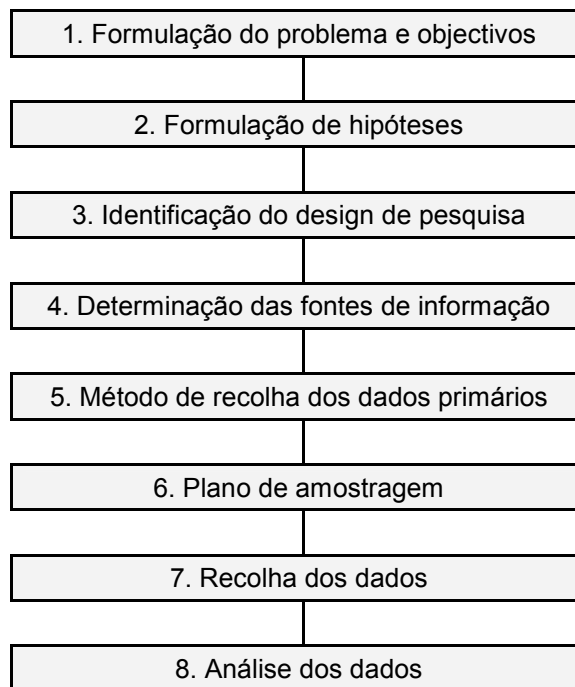 1. Formulação do problema e objectivos
2. Formulação de hipóteses
3. Identificação do design de pesquisa
4. Determinação das fontes de informação
5. Método de recolha dos dados primários
6. Plano de amostragem
7. Recolha dos dados
8. Análise dos dados